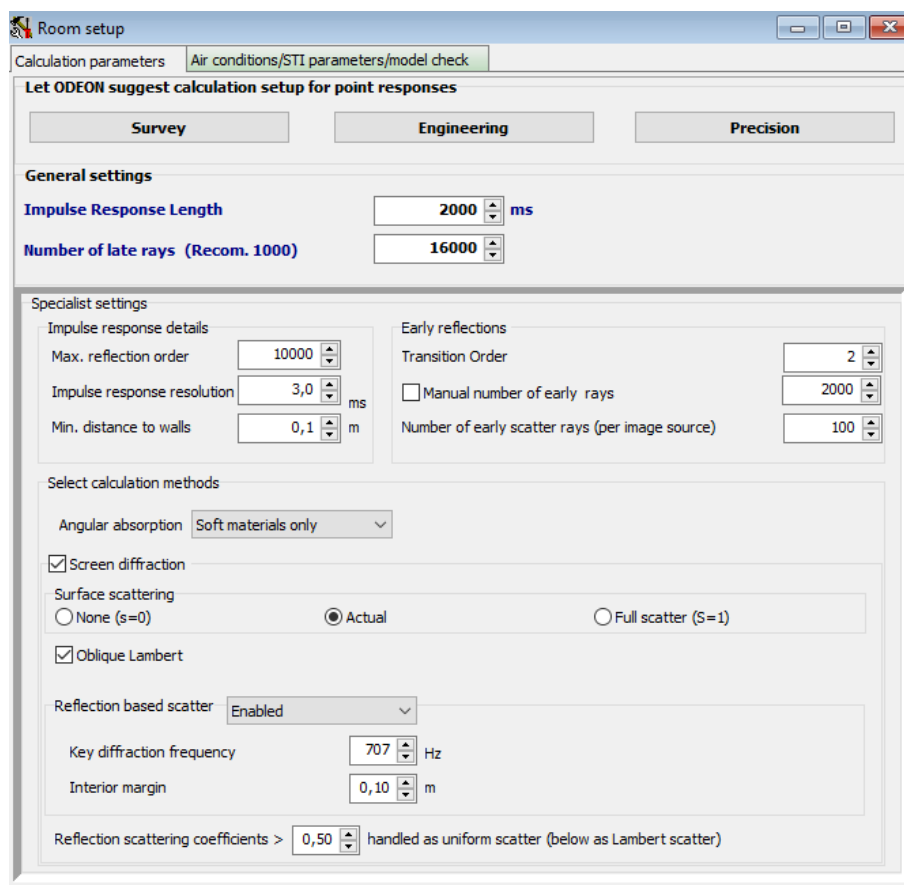 Room setup
Calculation parameters Air conditions/STI parameters/model check
Let ODEON suggest calculation setup for point responses
Survey Engineering Precision
General settings
Impulse Response Length 2000 ms
Number of late rays (Recom. 1000) 16000
Specialist settings
Impulse response details Early reflections
Max. reflection order 10000 Transition Order 2
Impulse response resolution 3,0 ms Manual number of early rays 2000
Min. distance to walls 0,1 m Number of early scatter rays (per image source) 100
Select calculation methods
Angular absorption Soft materials only
Screen diffraction
Surface scattering
None (s=0) Actual Full scatter (S=1)
Oblique Lambert
Reflection based scatter Enabled
Key diffraction frequency 707 Hz
Interior margin 0,10 m
Reflection scattering coefficients > 0,50 handled as uniform scatter (below as Lambert scatter)